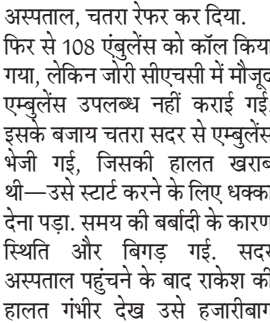 अस्पताल, चतरा रेफर कर दिया.
फिर से 108 एंबुलेंस को कॉल किया
गया, लेकिन जोरी सीएचसी में मौजूद
एम्बुलेंस उपलब्ध नहीं कराई गई.
इसके बजाय चतरा सदर से एम्बुलेंस
भेजी गई, जिसकी हालत खराब
थी—उसे स्टार्ट करने के लिए धक्का
देना पड़ा. समय की बर्बादी के कारण
स्थिति और बिगड़ गई. सदर
अस्पताल पहुंचने के बाद राकेश की
हालत गंभीर देख उसे हजारीबाग